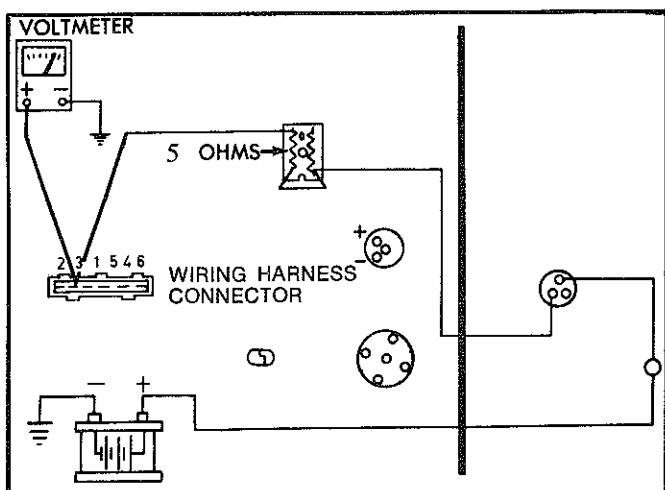 VOLTMETER
+ −
5 OHMS
+
−
2 3 1 5 4 6
WIRING HARNESS
CONNECTOR
− +